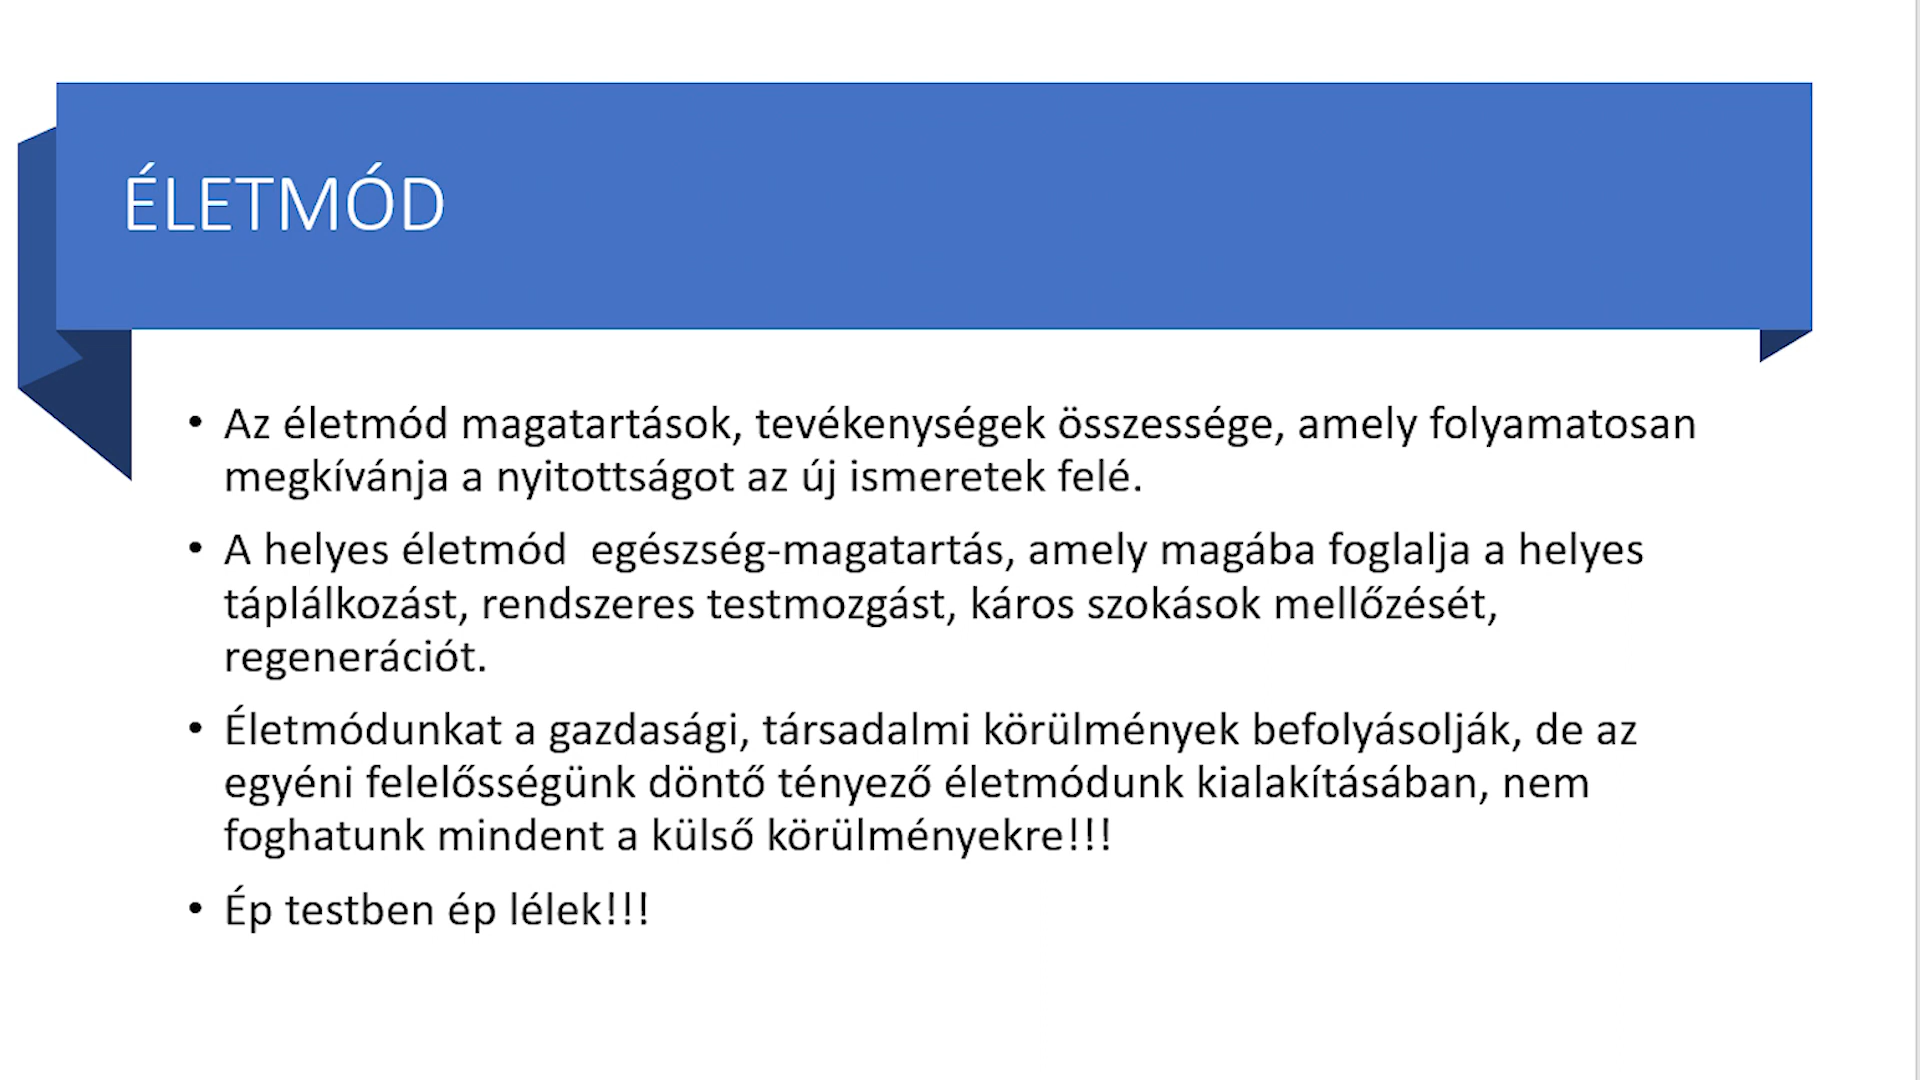 ÉLETMÓD
• Az életmód magatartások, tevékenységek összessége, amely folyamatosan
megkívánja a nyitottságot az új ismeretek felé.
• A helyes életmód  egészség-magatartás, amely magába foglalja a helyes
táplálkozást, rendszeres testmozgást, káros szokások mellőzését,
regenerációt.
• Életmódunkat a gazdasági, társadalmi körülmények befolyásolják, de az
egyéni felelősségünk döntő tényező életmódunk kialakításában, nem
foghatunk mindent a külső körülményekre!!!
• Ép testben ép lélek!!!